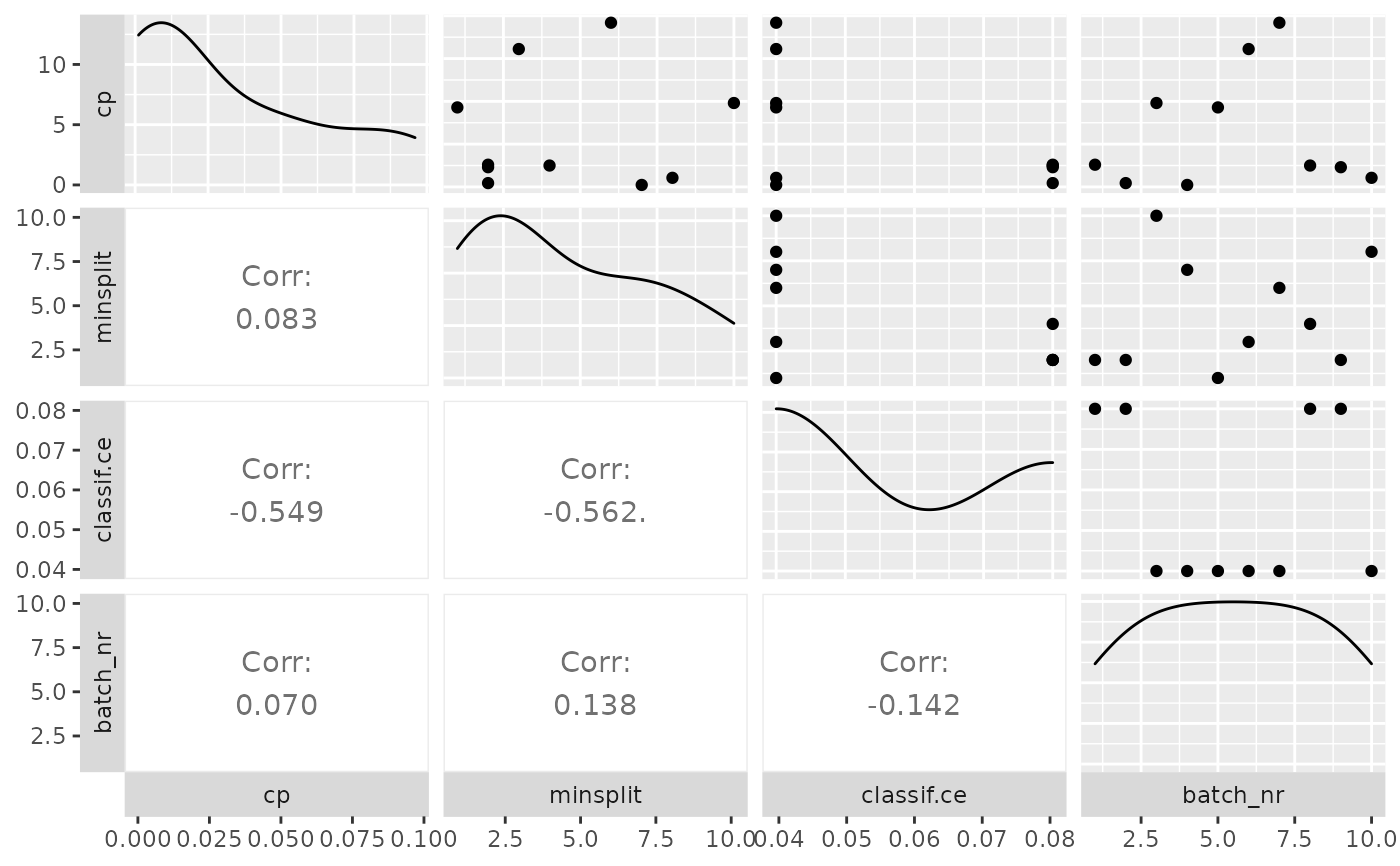 10
5
0
cp
10.0
7.5
5.0
2.5
minsplit
Corr:
0.083
0.08
0.07
0.06
0.05
0.04
classif.ce
Corr:
-0.549
Corr:
-0.562.
10.0
7.5
5.0
2.5
batch_nr
Corr:
0.070
Corr:
0.138
Corr:
-0.142
cp minsplit classif.ce batch_nr
0.000 0.025 0.050 0.075 0.100 2.5 5.0 7.5 10.0 0.04 0.05 0.06 0.07 0.08 2.5 5.0 7.5 10.0